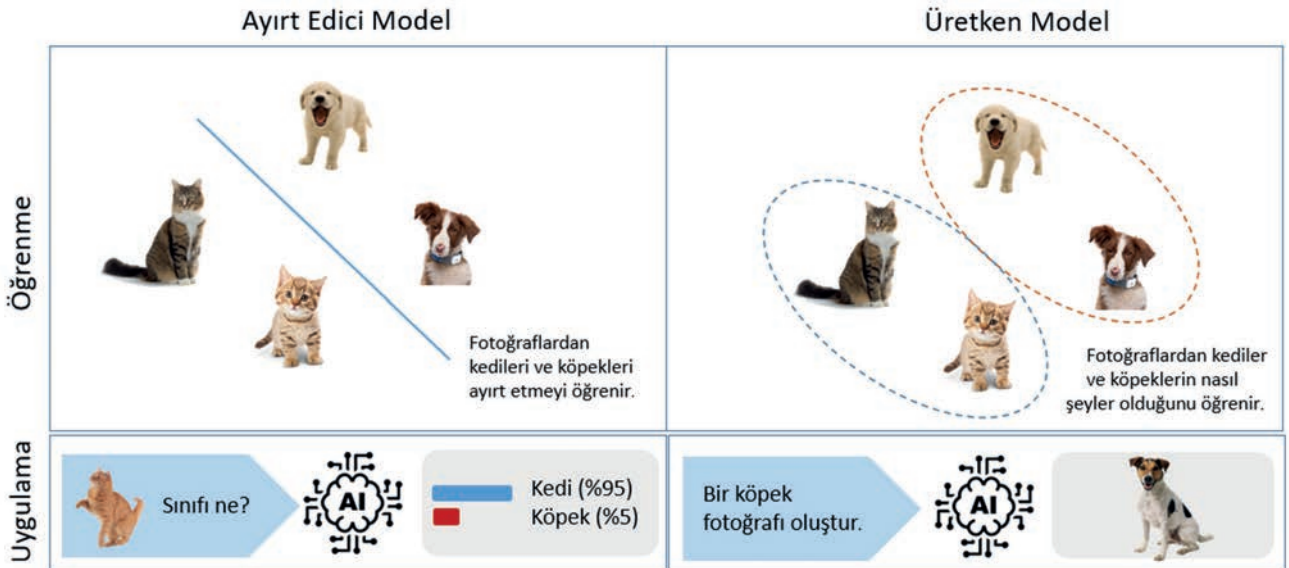 Ayırt Edici Model
Üretken Model
Öğrenme
Fotoğraflardan
kedileri ve köpekleri
ayırt etmeyi öğrenir.
Fotoğraflardan kediler
ve köpeklerin nasıl
şeyler olduğunu öğrenir.
Uygulama
Sınıfı ne?
AI
Kedi (%95)
Köpek (%5)
Bir köpek
fotoğrafı oluştur.
AI